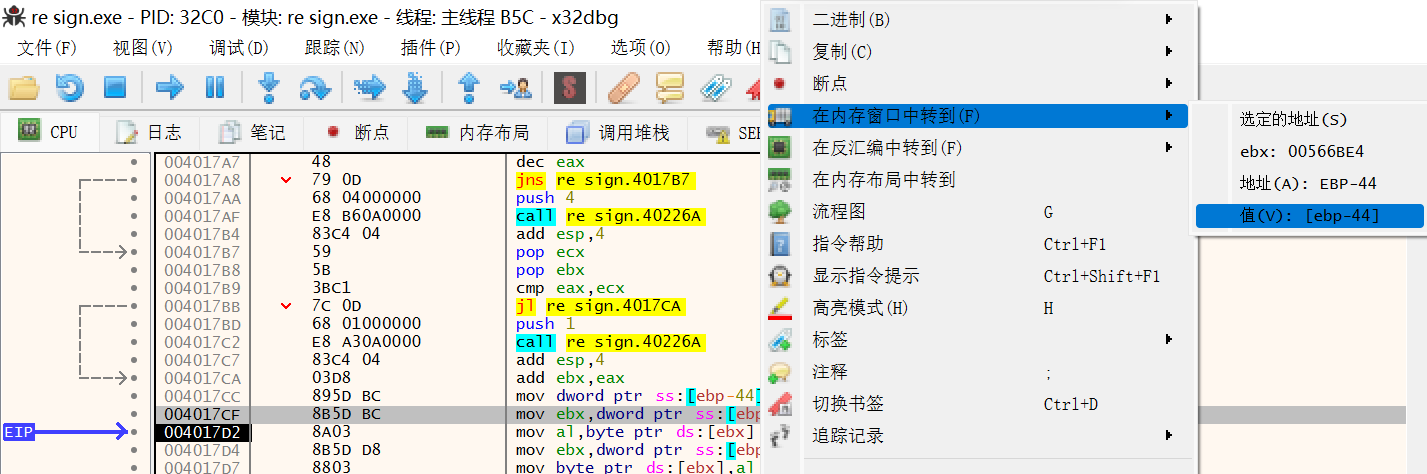 re sign.exe - PID: 32C0 - 模块: re sign.exe - 线程: 主线程 B5C - x32dbg
文件(F) 视图(V) 调试(D) 跟踪(N) 插件(P) 收藏夹(I) 选项(O) 帮助(H
CPU 日志 笔记 断点 内存布局 调用堆栈 SEH
EIP
004017A7 48 dec eax
004017A8 79 0D jns re sign.4017B7
004017AA 68 04000000 push 4
004017AF E8 B60A0000 call re sign.40226A
004017B4 83C4 04 add esp,4
004017B7 59 pop ecx
004017B8 5B pop ebx
004017B9 3BC1 cmp eax,ecx
004017BB 7C 0D jl re sign.4017CA
004017BD 68 01000000 push 1
004017C2 E8 A30A0000 call re sign.40226A
004017C7 83C4 04 add esp,4
004017CA 03D8 add ebx,eax
004017CC 895D BC mov dword ptr ss:[ebp-44]
004017CF 8B5D BC mov ebx,dword ptr ss:[ebp
004017D2 8A03 mov al,byte ptr ds:[ebx]
004017D4 8B5D D8 mov ebx,dword ptr ss:[ebp
004017D7 8803 mov byte ptr ds:[ebx],al
二进制(B)
复制(C)
断点
在内存窗口中转到(F)
在反汇编中转到(F)
在内存布局中转到
流程图 G
指令帮助 Ctrl+F1
显示指令提示 Ctrl+Shift+F1
高亮模式(H) H
标签
注释 ;
切换书签 Ctrl+D
追踪记录
选定的地址(S)
ebx: 00566BE4
地址(A): EBP-44
值(V): [ebp-44]